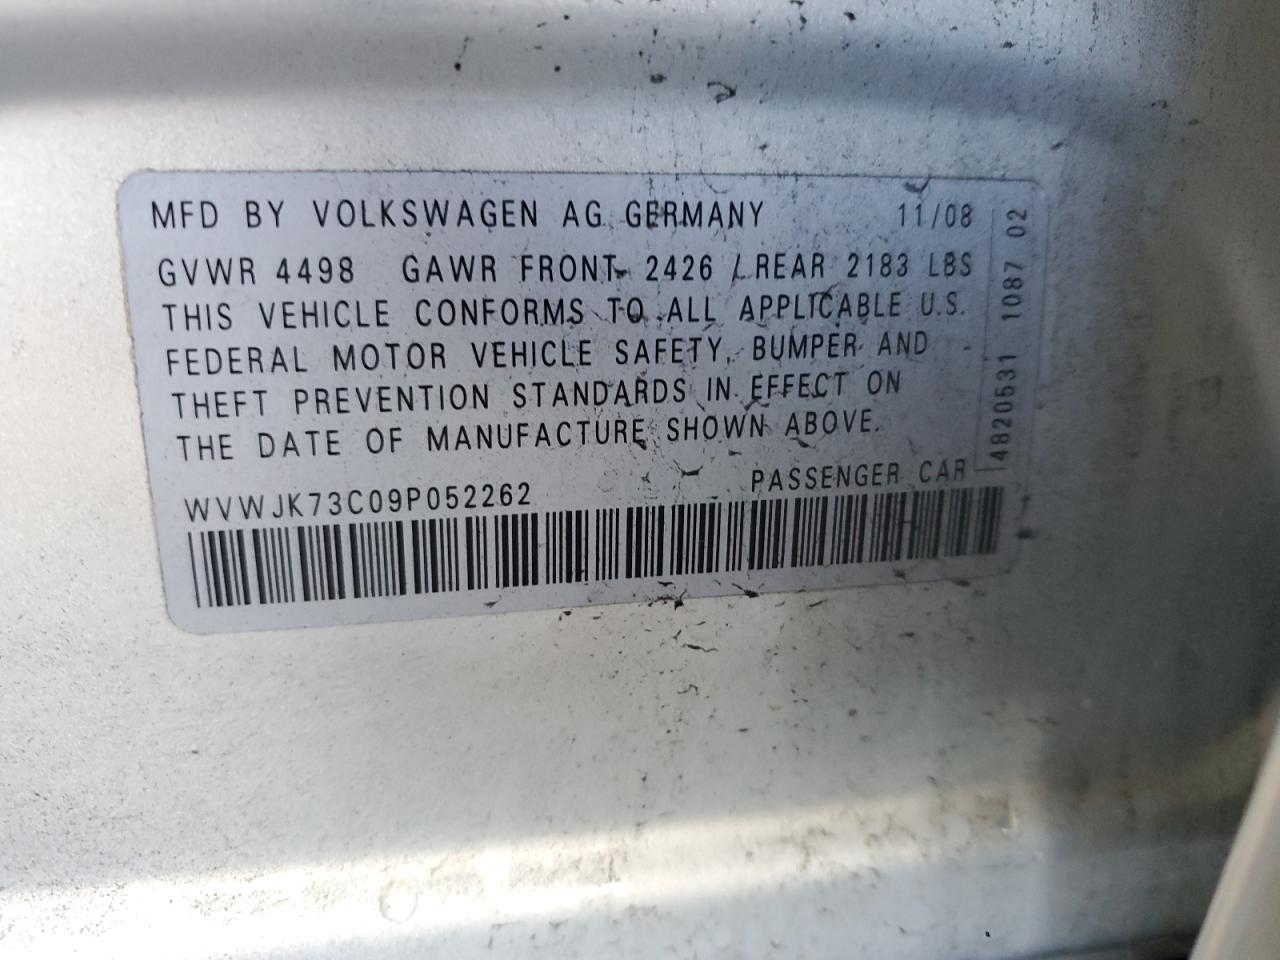 MFD BY VOLKSWAGEN AG GERMANY 11/08
GVWR 4498 GAWR FRONT 2426 / REAR 2183 LBS
THIS VEHICLE CONFORMS TO ALL APPLICABLE U.S.
FEDERAL MOTOR VEHICLE SAFETY, BUMPER AND
THEFT PREVENTION STANDARDS IN EFFECT ON
THE DATE OF MANUFACTURE SHOWN ABOVE.
WVWJK73C09P052262 PASSENGER CAR
4820531 1087 02